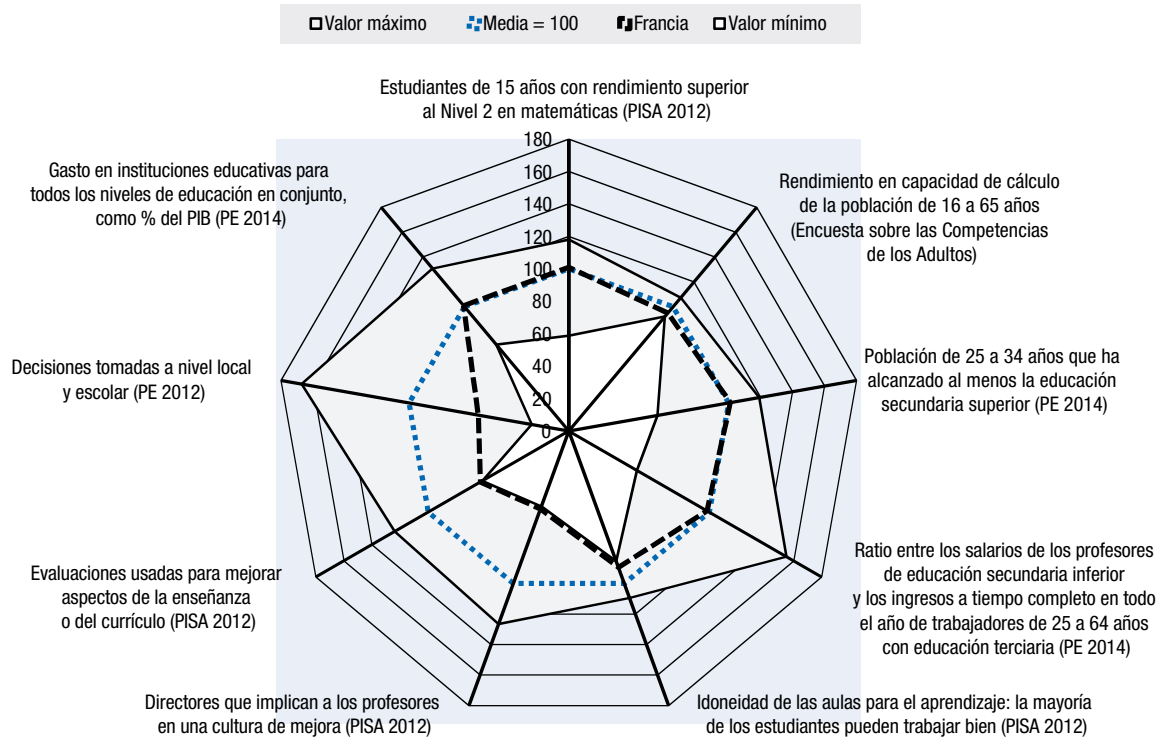 Valor máximo Media = 100 Francia Valor mínimo
Estudiantes de 15 años con rendimiento superior
al Nivel 2 en matemáticas (PISA 2012)
Gasto en instituciones educativas para
todos los niveles de educación en conjunto,
como % del PIB (PE 2014)
Rendimiento en capacidad de cálculo
de la población de 16 a 65 años
(Encuesta sobre las Competencias
de los Adultos)
180
160
140
120
100
80
60
40
20
0
Decisiones tomadas a nivel local
y escolar (PE 2012)
Población de 25 a 34 años que ha
alcanzado al menos la educación
secundaria superior (PE 2014)
Evaluaciones usadas para mejorar
aspectos de la enseñanza
o del currículo (PISA 2012)
Ratio entre los salarios de los profesores
de educación secundaria inferior
y los ingresos a tiempo completo en todo
el año de trabajadores de 25 a 64 años
con educación terciaria (PE 2014)
Directores que implican a los profesores
en una cultura de mejora (PISA 2012)
Idoneidad de las aulas para el aprendizaje: la mayoría
de los estudiantes pueden trabajar bien (PISA 2012)